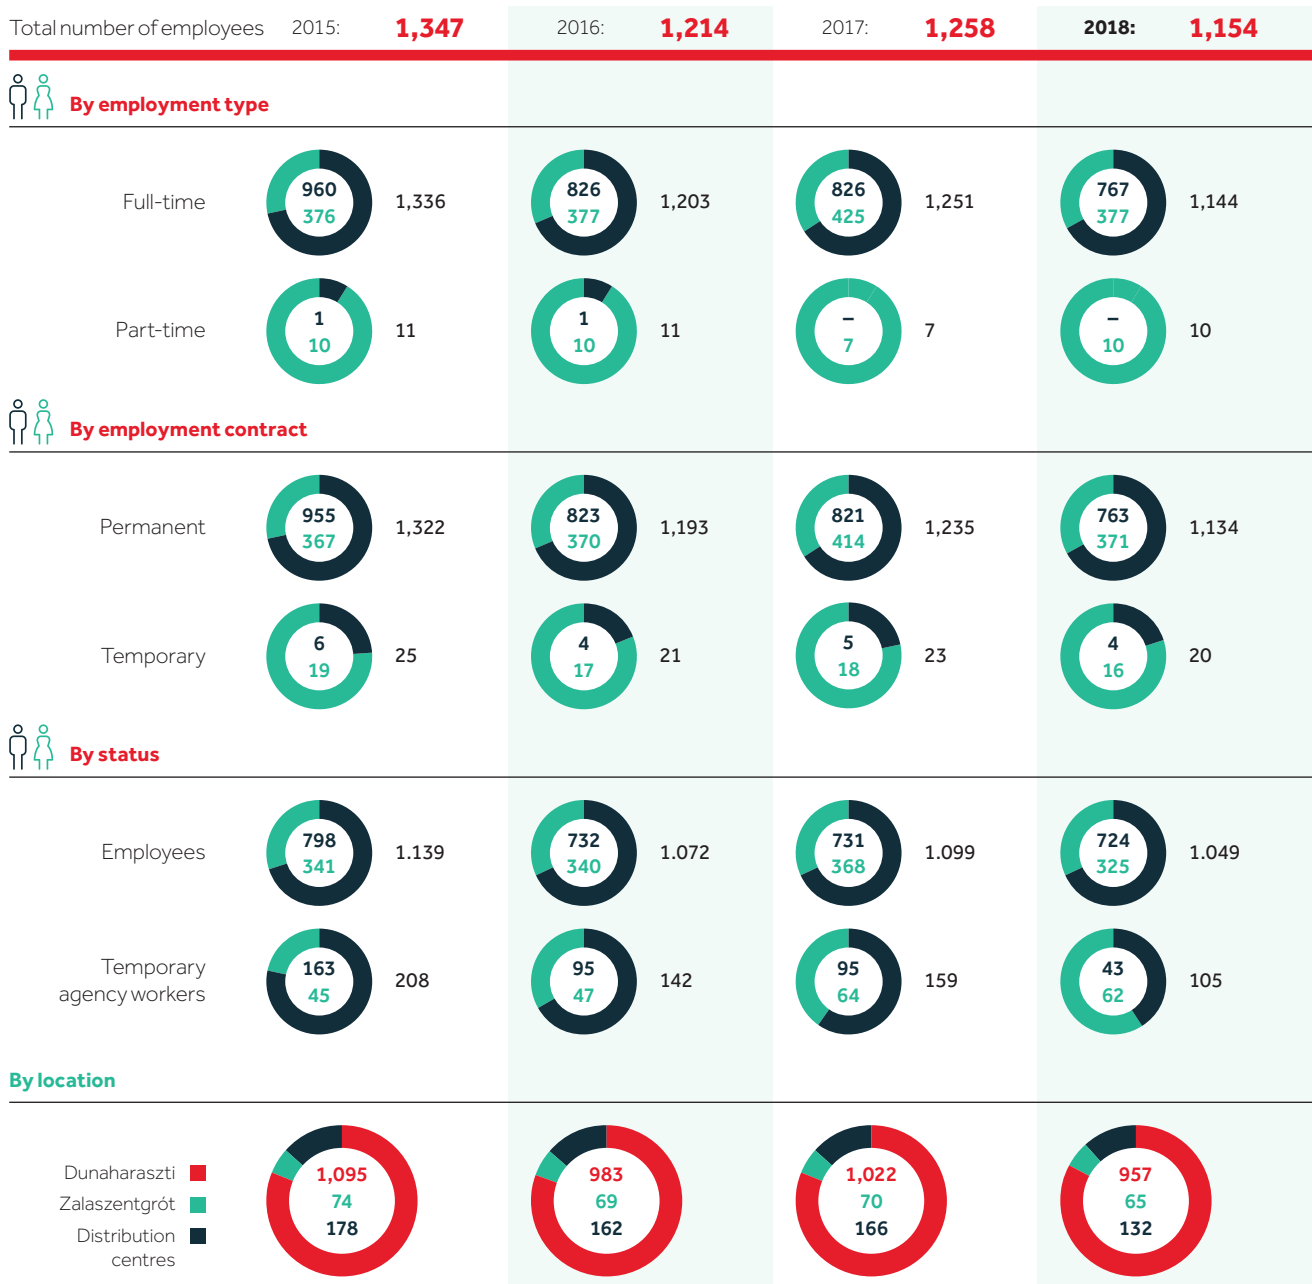 Total number of employees 2015: 1,347 2016: 1,214 2017: 1,258 2018: 1,154
By employment type
Full-time 960 376 1,336 826 377 1,203 826 425 1,251 767 377 1,144
Part-time 1 10 11 1 10 11 – 7 7 – 10 10
By employment contract
Permanent 955 367 1,322 823 370 1,193 821 414 1,235 763 371 1,134
Temporary 6 19 25 4 17 21 5 18 23 4 16 20
By status
Employees 798 341 1.139 732 340 1.072 731 368 1.099 724 325 1.049
Temporary
agency workers 163 45 208 95 47 142 95 64 159 43 62 105
By location
Dunaharaszti 1,095 983 1,022 957
Zalaszentgrót 74 69 70 65
Distribution 178 162 166 132
centres